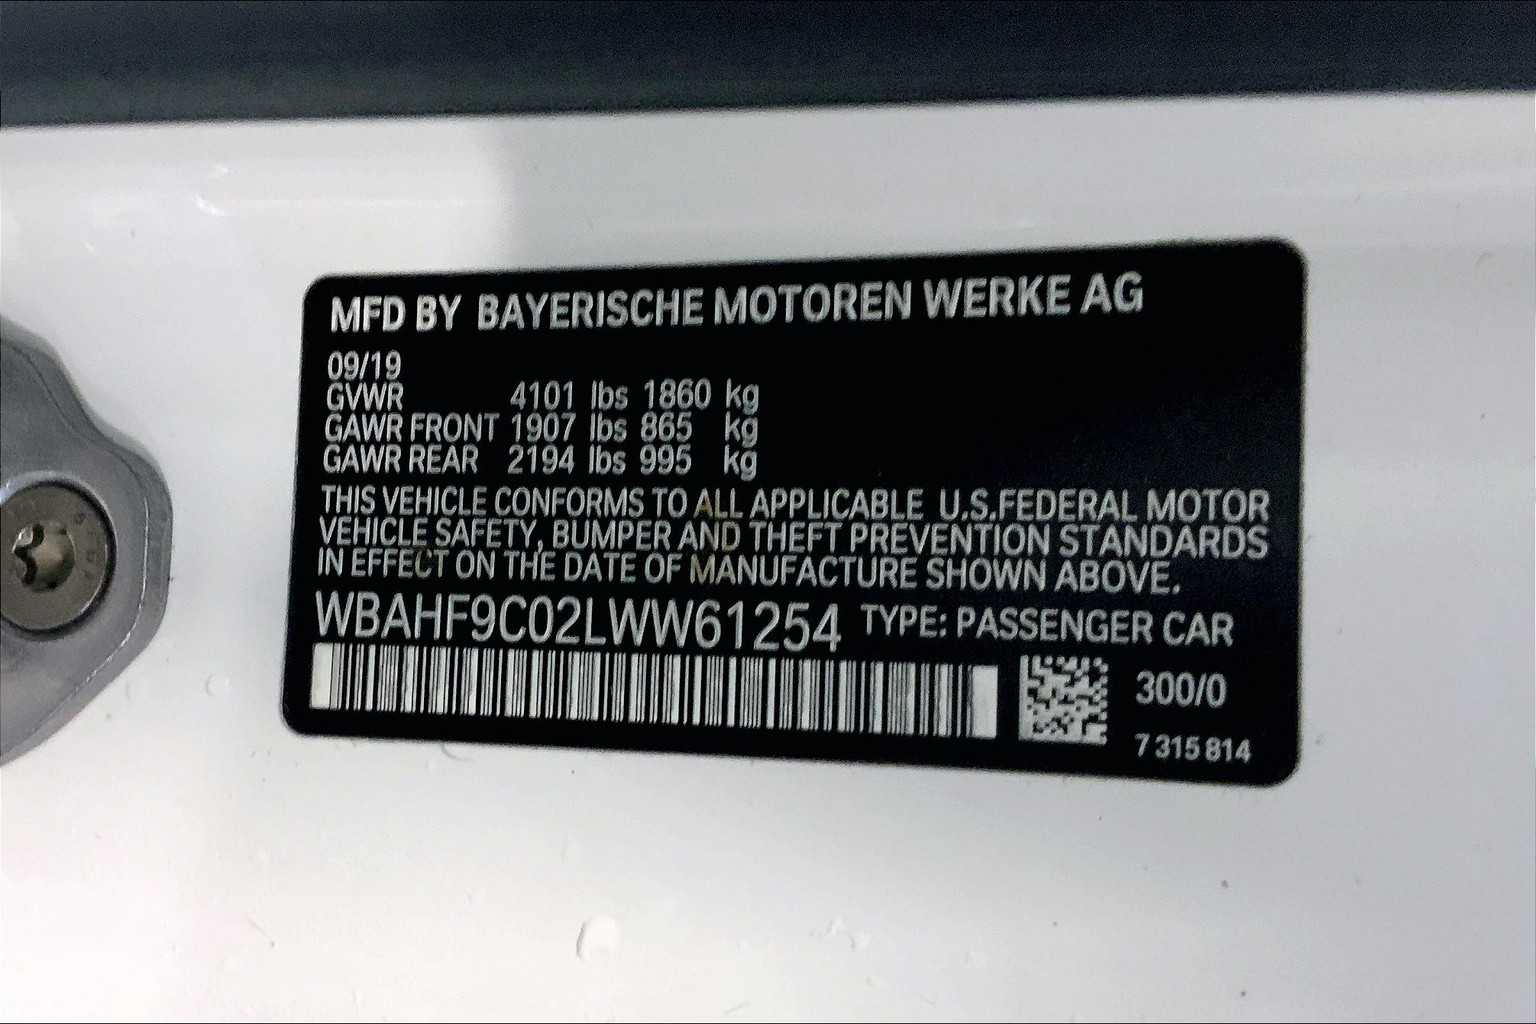 MFD BY BAYERISCHE MOTOREN WERKE AG
09/19
GVWR 4101 lbs 1860 kg
GAWR FRONT 1907 lbs 865 kg
GAWR REAR 2194 lbs 995 kg
THIS VEHICLE CONFORMS TO ALL APPLICABLE U.S.FEDERAL MOTOR
VEHICLE SAFETY, BUMPER AND THEFT PREVENTION STANDARDS
IN EFFECT ON THE DATE OF MANUFACTURE SHOWN ABOVE.
WBAHF9C02LWW61254 TYPE: PASSENGER CAR
300/0
7 315 814